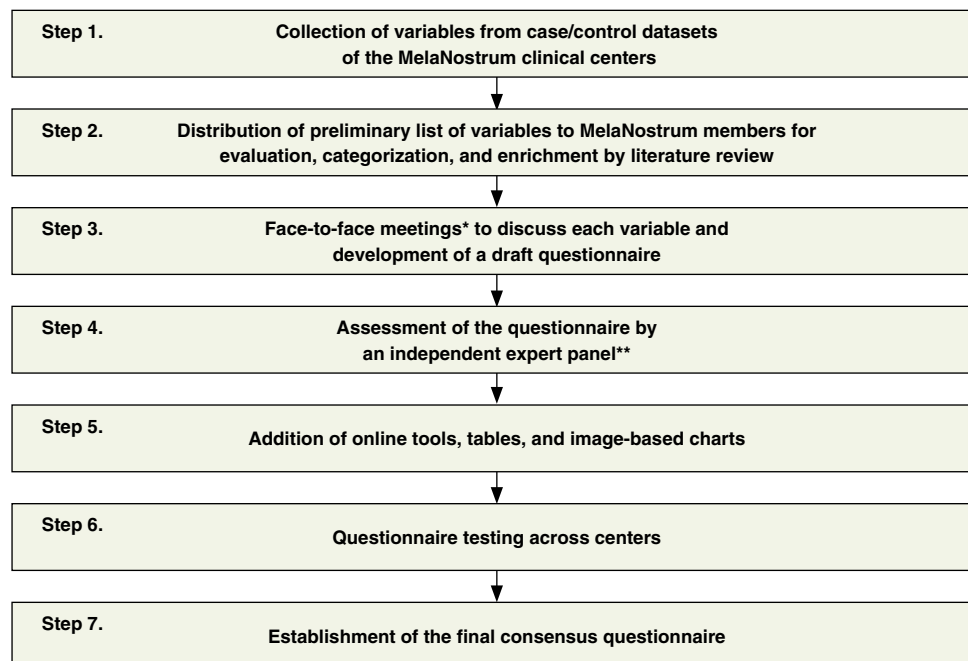 Step 1. Collection of variables from case/control datasets
of the MelaNostrum clinical centers
Step 2. Distribution of preliminary list of variables to MelaNostrum members for
evaluation, categorization, and enrichment by literature review
Step 3. Face-to-face meetings* to discuss each variable and
development of a draft questionnaire
Step 4. Assessment of the questionnaire by
an independent expert panel**
Step 5.
Addition of online tools, tables, and image-based charts
Step 6.
Questionnaire testing across centers
Step 7.
Establishment of the final consensus questionnaire